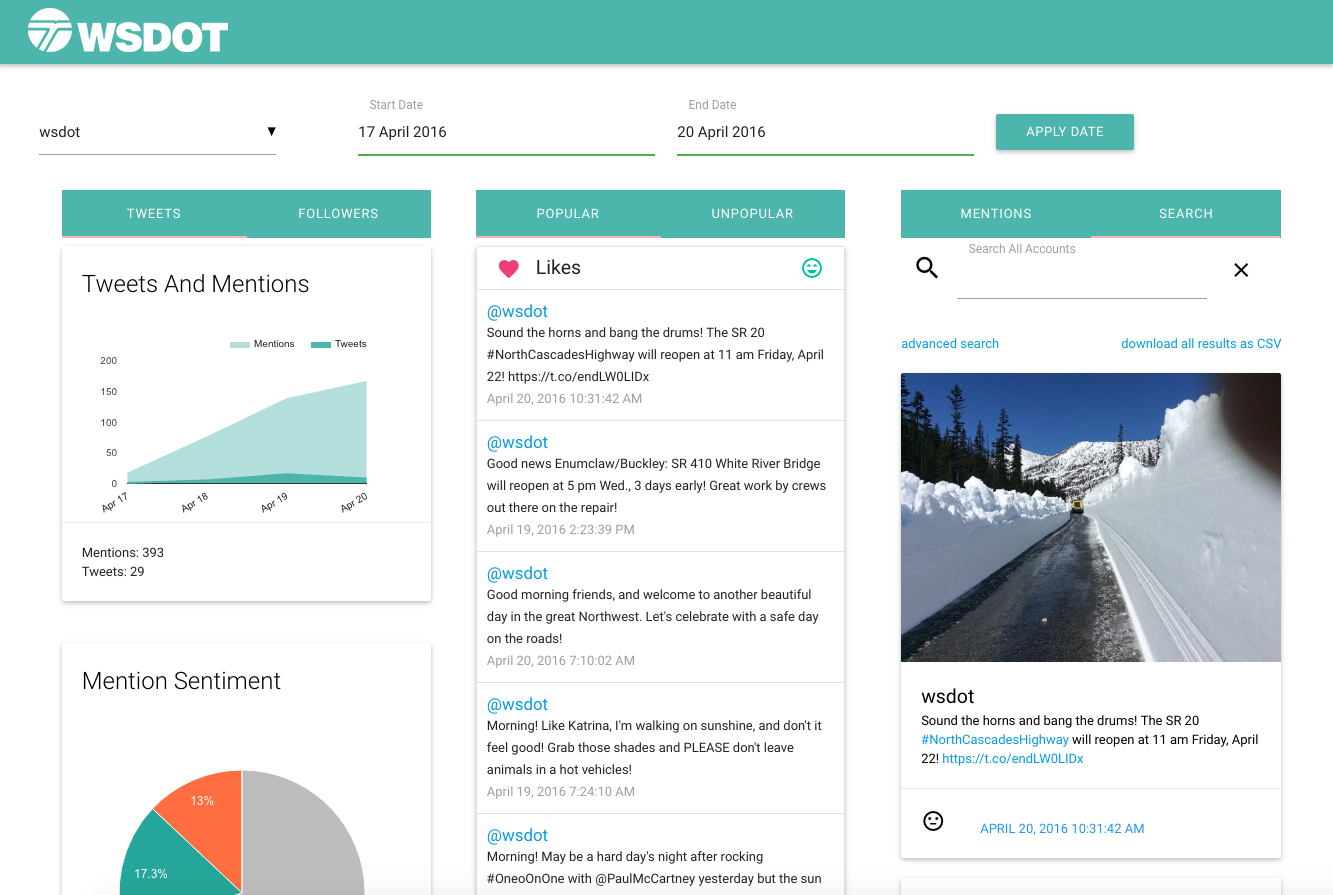 WSDOT
Start Date
End Date
wsdot
17 April 2016
20 April 2016
APPLY DATE
TWEETS
FOLLOWERS
Tweets And Mentions
Mentions
Tweets
200
150
100
50
0
Apr 17
Apr 18
Apr 19
Apr 20
Mentions: 393
Tweets: 29
Mention Sentiment
13%
17.3%
POPULAR
UNPOPULAR
Likes
@wsdot
Sound the horns and bang the drums! The SR 20
#NorthCascadesHighway will reopen at 11 am Friday, April
22! https://t.co/endLW0LIDx
April 20, 2016 10:31:42 AM
@wsdot
Good news Enumclaw/Buckley: SR 410 White River Bridge
will reopen at 5 pm Wed., 3 days early! Great work by crews
out there on the repair!
April 19, 2016 2:23:39 PM
@wsdot
Good morning friends, and welcome to another beautiful
day in the great Northwest. Let's celebrate with a safe day
on the roads!
April 20, 2016 7:10:02 AM
@wsdot
Morning! Like Katrina, I'm walking on sunshine, and don't it
feel good! Grab those shades and PLEASE don't leave
animals in a hot vehicles!
April 19, 2016 7:24:10 AM
@wsdot
Morning! May be a hard day's night after rocking
#OneoOnOne with @PaulMcCartney yesterday but the sun
MENTIONS
SEARCH
Search All Accounts
advanced search
download all results as CSV
wsdot
Sound the horns and bang the drums! The SR 20
#NorthCascadesHighway will reopen at 11 am Friday, April
22! https://t.co/endLW0LIDx
APRIL 20, 2016 10:31:42 AM